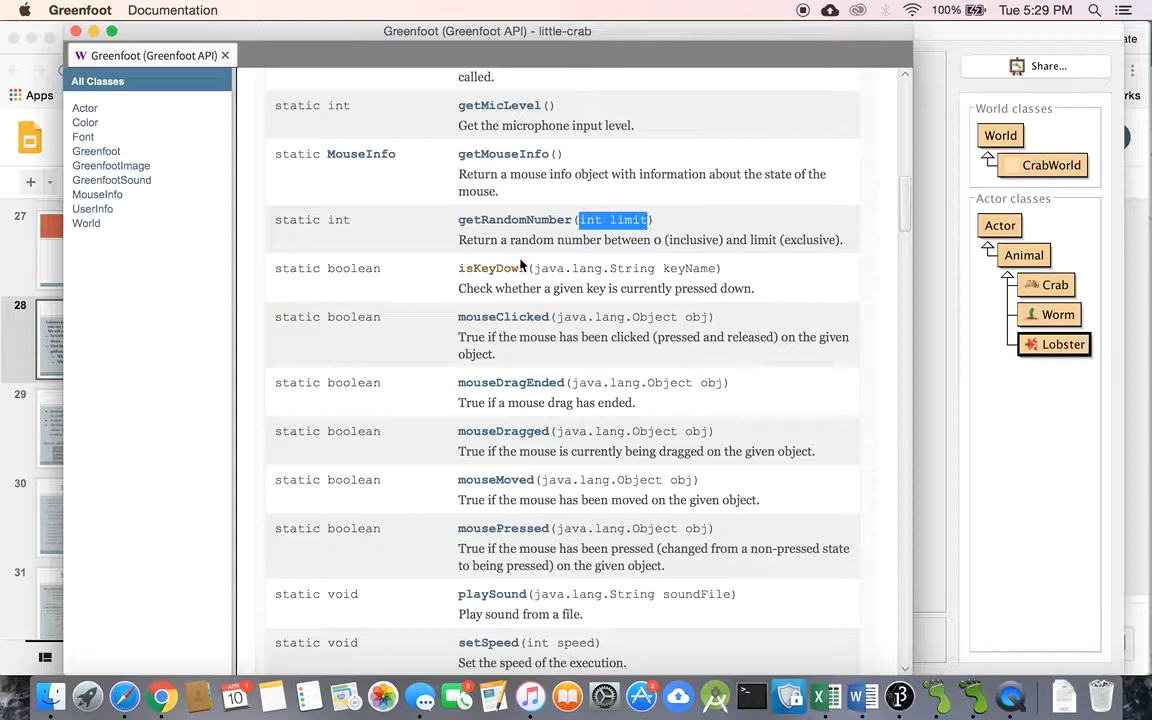 Greenfoot Documentation 100% Tue 5:29 PM
Greenfoot (Greenfoot API) - little-crab
Greenfoot (Greenfoot API)
All Classes
Actor
Color
Font
Greenfoot
GreenfootImage
GreenfootSound
MouseInfo
UserInfo
World
Apps
27
28
29
30
31
called.
static int getMicLevel()
Get the microphone input level.
static MouseInfo getMouseInfo()
Return a mouse info object with information about the state of the
mouse.
static int getRandomNumber(int limit)
Return a random number between 0 (inclusive) and limit (exclusive).
static boolean isKeyDown(java.lang.String keyName)
Check whether a given key is currently pressed down.
static boolean mouseClicked(java.lang.Object obj)
True if the mouse has been clicked (pressed and released) on the given
object.
static boolean mouseDragEnded(java.lang.Object obj)
True if a mouse drag has ended.
static boolean mouseDragged(java.lang.Object obj)
True if the mouse is currently being dragged on the given object.
static boolean mouseMoved(java.lang.Object obj)
True if the mouse has been moved on the given object.
static boolean mousePressed(java.lang.Object obj)
True if the mouse has been pressed (changed from a non-pressed state
to being pressed) on the given object.
static void playSound(java.lang.String soundFile)
Play sound from a file.
static void setSpeed(int speed)
Set the speed of the execution.
Share...
World classes
World
CrabWorld
Actor classes
Actor
Animal
Crab
Worm
Lobster